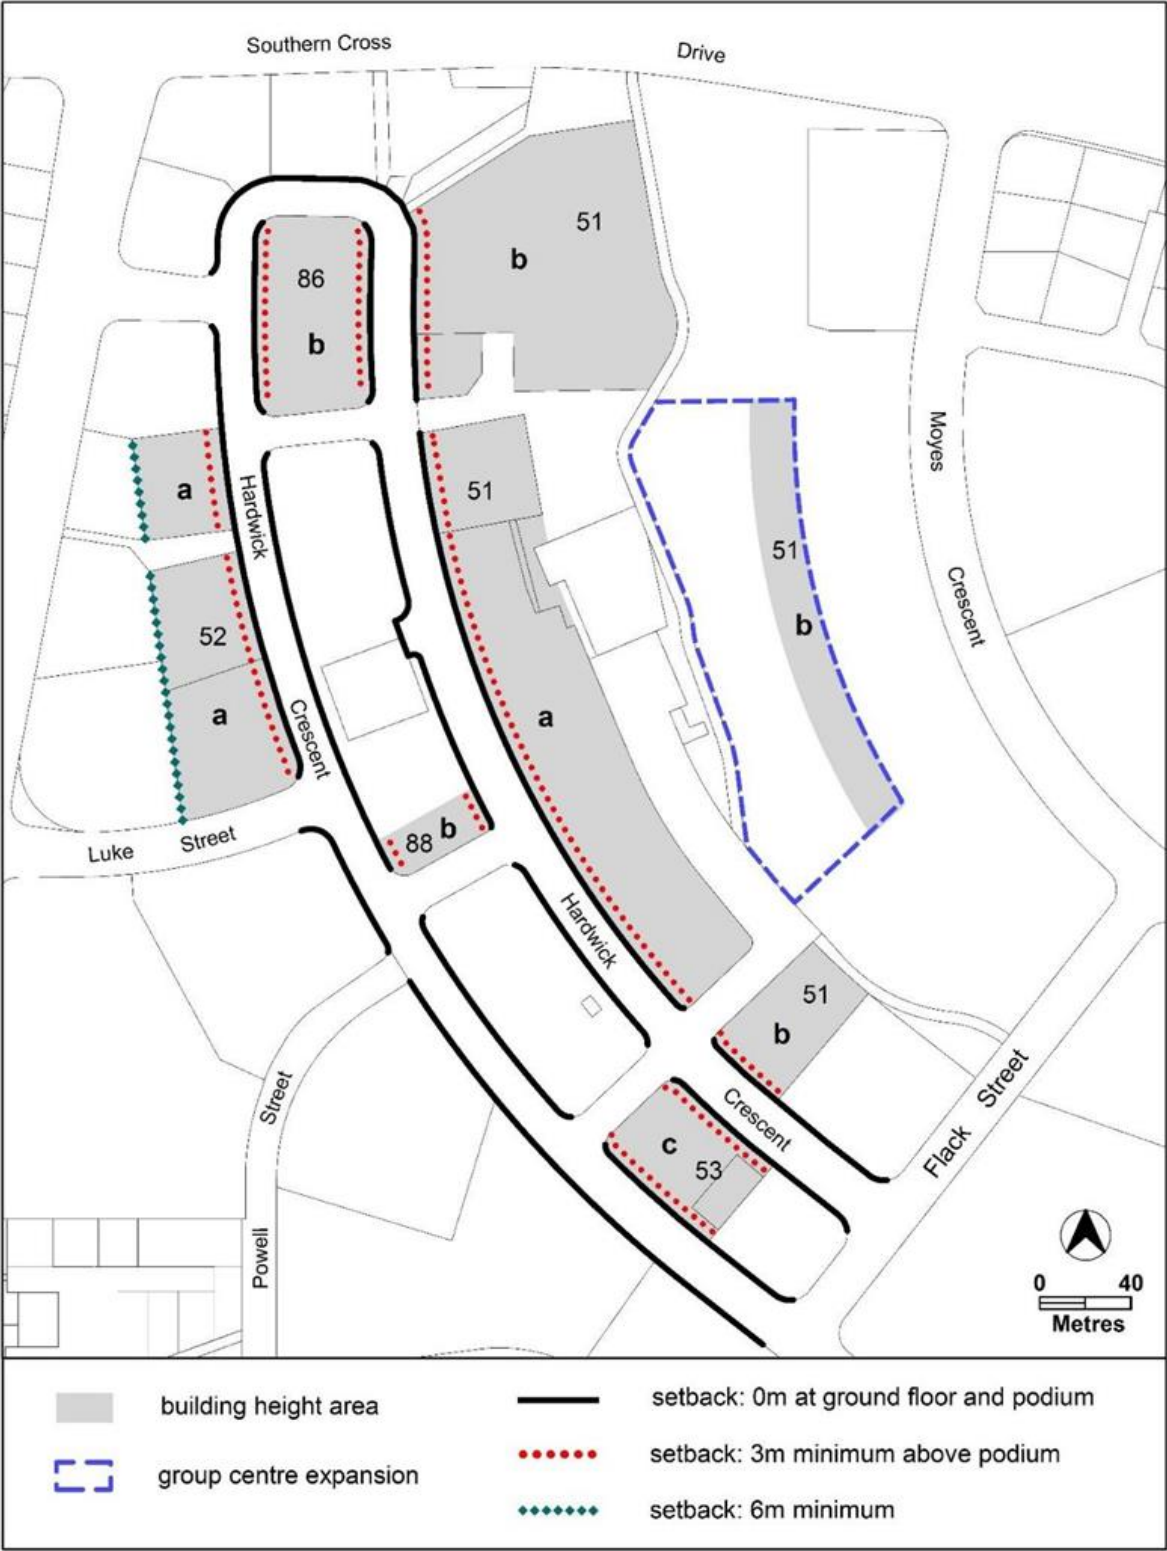 Southern Cross
Drive
51
b
86
b
Moyes
51
a
Hardwick
51
Crescent
b
52
a
a
Crescent
88
b
Luke
Street
Hardwick
51
b
Street
Crescent
Street
Flack
c
53
Powell
0
40
Metres
building height area
setback: 0m at ground floor and podium
group centre expansion
setback: 3m minimum above podium
setback: 6m minimum